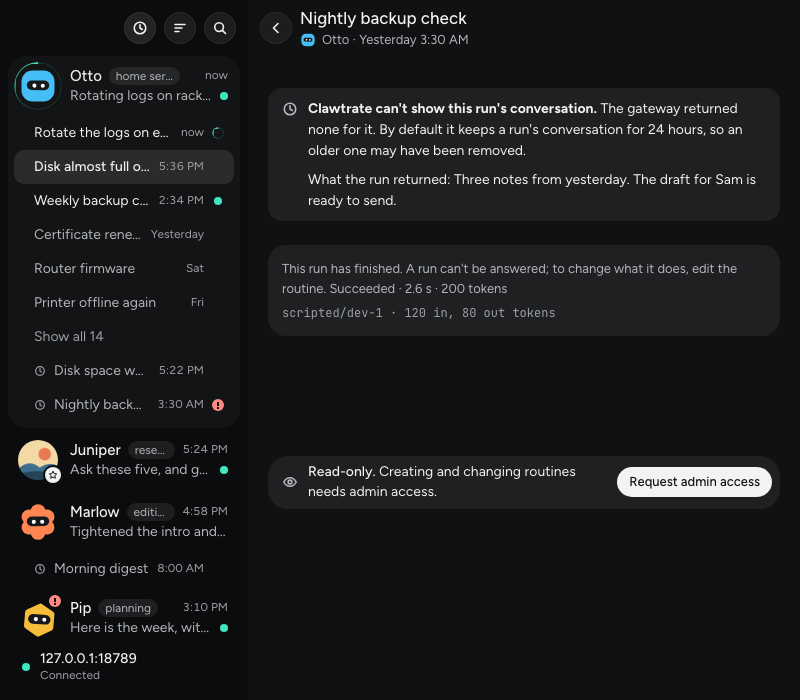 Otto home ser... now
Rotating logs on rack...
Rotate the logs on e... now
Disk almost full o... 5:36 PM
Weekly backup c... 2:34 PM
Certificate rene... Yesterday
Router firmware Sat
Printer offline again Fri
Show all 14
Disk space w... 5:22 PM
Nightly back... 3:30 AM
Juniper rese... 5:24 PM
Ask these five, and g...
Marlow editi... 4:58 PM
Tightened the intro and...
Morning digest 8:00 AM
Pip planning 3:10 PM
Here is the week, wit...
127.0.0.1:18789
Connected
Nightly backup check
Otto · Yesterday 3:30 AM
Clawtrate can't show this run's conversation. The gateway returned
none for it. By default it keeps a run's conversation for 24 hours, so an
older one may have been removed.
What the run returned: Three notes from yesterday. The draft for Sam is
ready to send.
This run has finished. A run can't be answered; to change what it does, edit the
routine. Succeeded · 2.6 s · 200 tokens
scripted/dev-1 · 120 in, 80 out tokens
Read-only. Creating and changing routines
needs admin access.
Request admin access